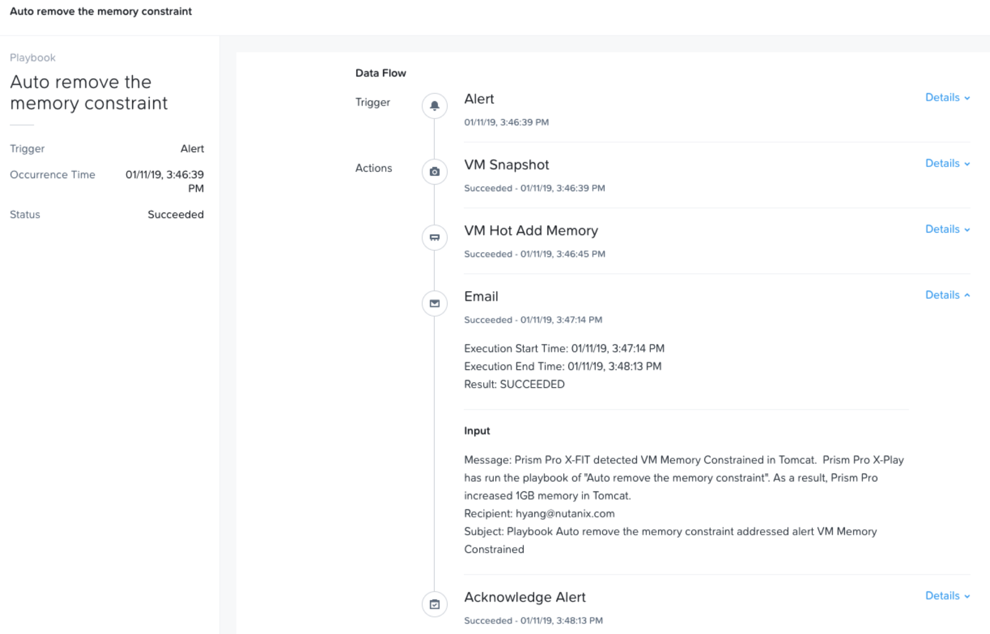 Auto remove the memory constraint
Playbook
Auto remove the
memory constraint
Trigger Alert
Occurrence Time 01/11/19, 3:46:39
PM
Status Succeeded
Data Flow
Trigger
Alert
Details
01/11/19, 3:46:39 PM
Actions
VM Snapshot
Details
Succeeded - 01/11/19, 3:46:39 PM
VM Hot Add Memory
Details
Succeeded - 01/11/19, 3:46:45 PM
Email
Details
Succeeded - 01/11/19, 3:47:14 PM
Execution Start Time: 01/11/19, 3:47:14 PM
Execution End Time: 01/11/19, 3:48:13 PM
Result: SUCCEEDED
Input
Message: Prism Pro X-FIT detected VM Memory Constrained in Tomcat. Prism Pro X-Play
has run the playbook of "Auto remove the memory constraint". As a result, Prism Pro
increased 1GB memory in Tomcat.
Recipient: hyang@nutanix.com
Subject: Playbook Auto remove the memory constraint addressed alert VM Memory
Constrained
Acknowledge Alert
Details
Succeeded - 01/11/19, 3:48:13 PM